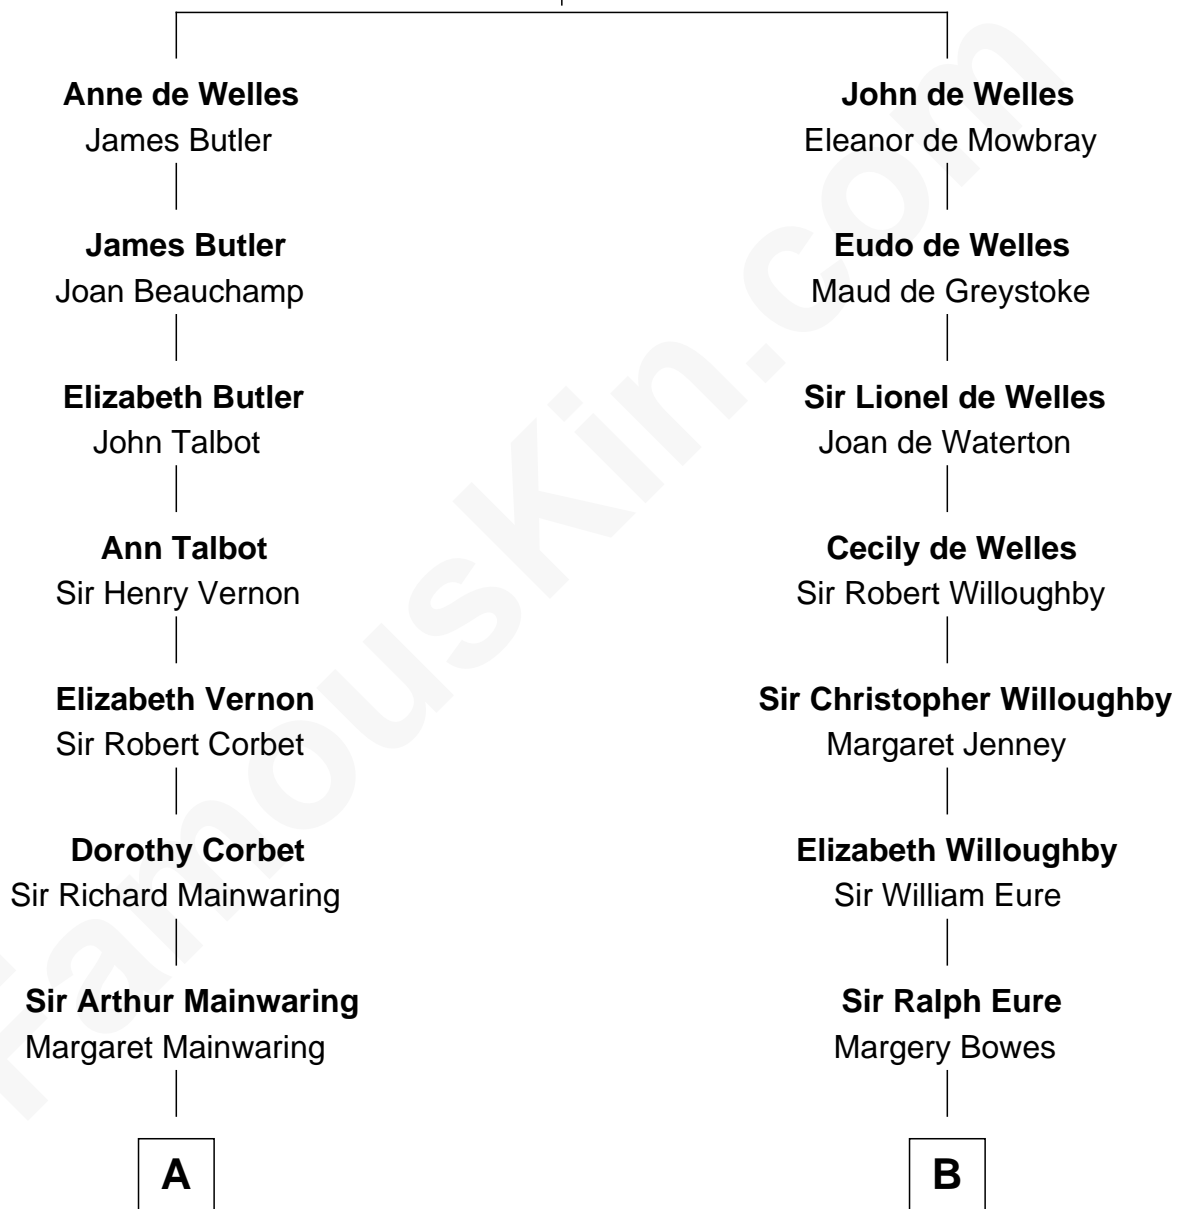 Anne de Welles
James Butler
James Butler
Joan Beauchamp
Elizabeth Butler
John Talbot
Ann Talbot
Sir Henry Vernon
Elizabeth Vernon
Sir Robert Corbet
Dorothy Corbet
Sir Richard Mainwaring
Sir Arthur Mainwaring
Margaret Mainwaring
A
John de Welles
Eleanor de Mowbray
Eudo de Welles
Maud de Greystoke
Sir Lionel de Welles
Joan de Waterton
Cecily de Welles
Sir Robert Willoughby
Sir Christopher Willoughby
Margaret Jenney
Elizabeth Willoughby
Sir William Eure
Sir Ralph Eure
Margery Bowes
B
FamousKin.com